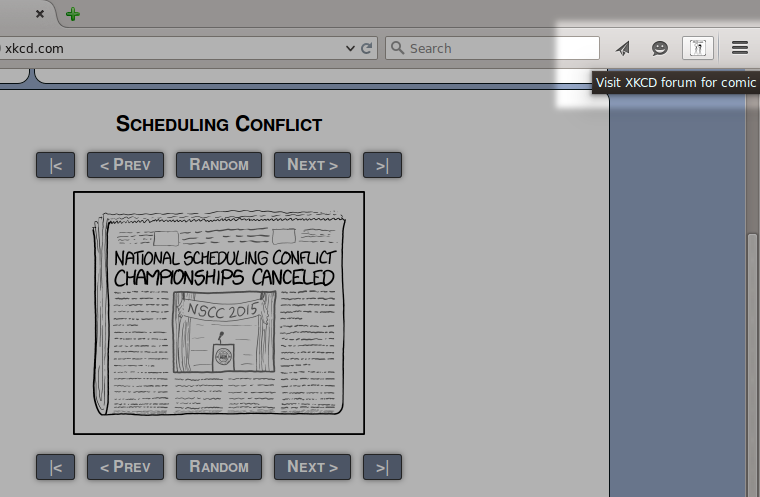 xkcd.com
Search
Visit XKCD forum for comic
Scheduling Conflict
|<
< Prev
Random
Next >
>|
NATIONAL SCHEDULING CONFLICT
CHAMPIONSHIPS CANCELED
NSCC 2015
|<
< Prev
Random
Next >
>|